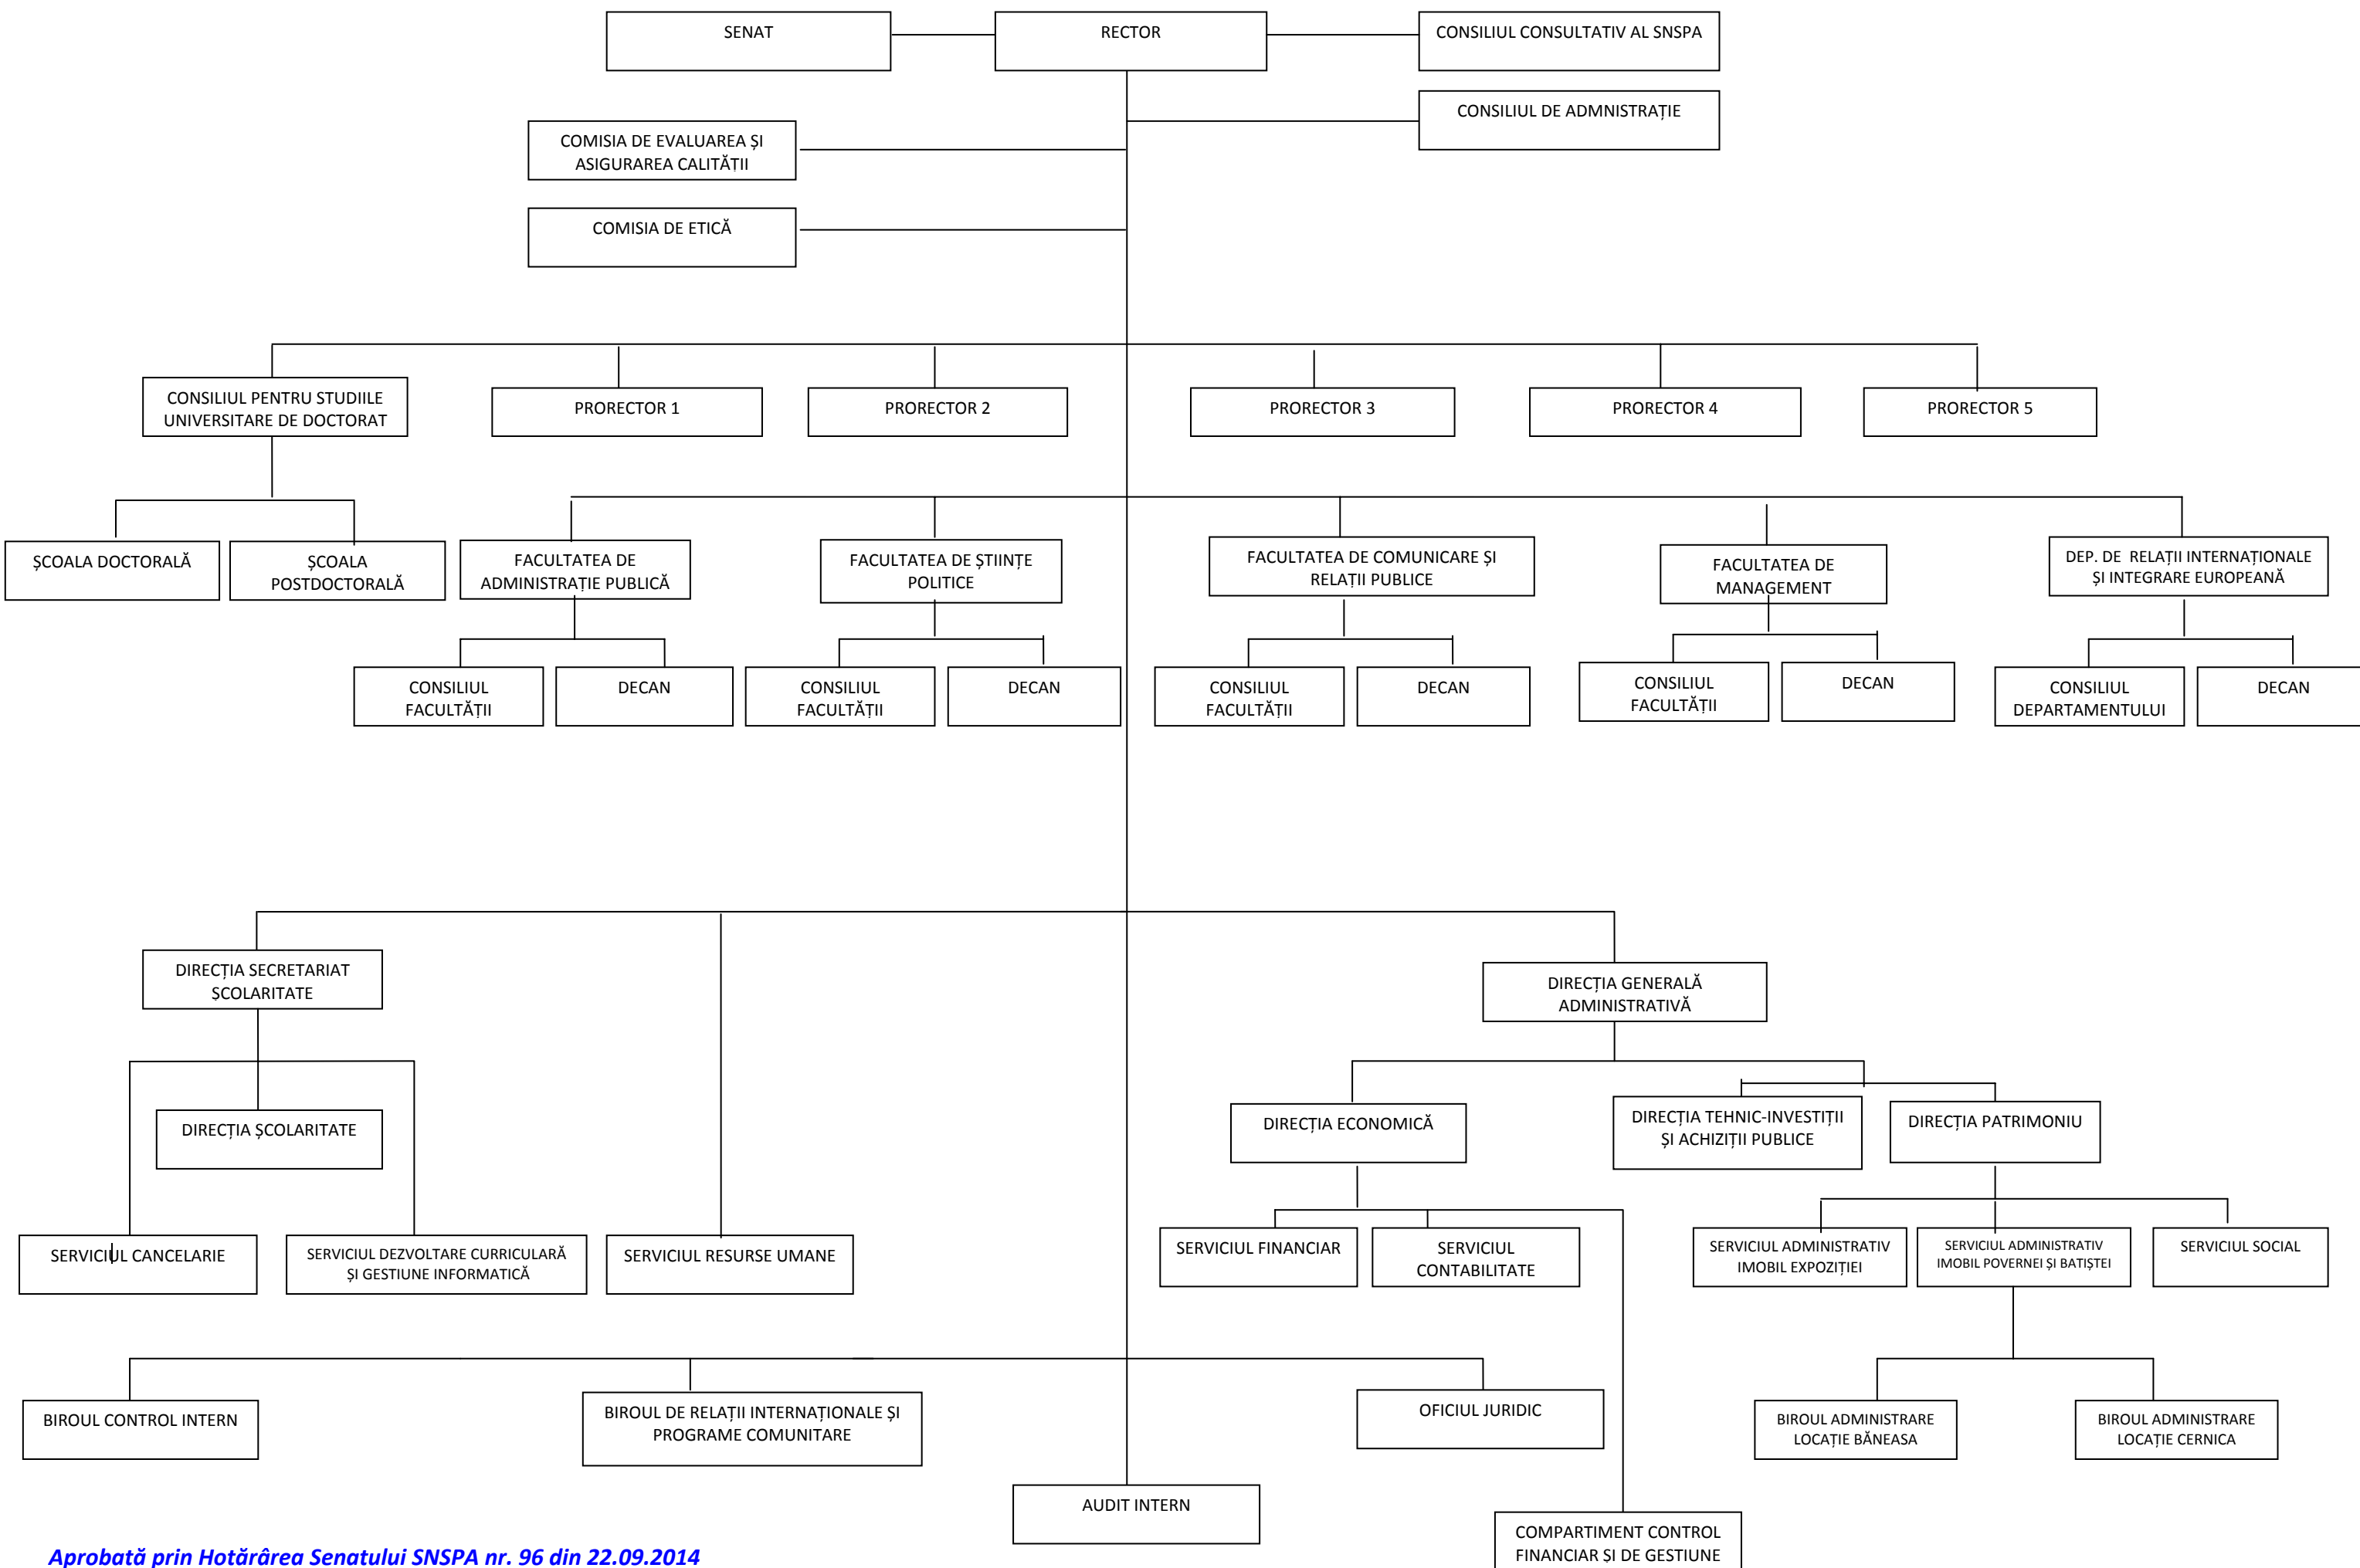 SENAT
RECTOR
CONSILIUL CONSULTATIV AL SNSPA
CONSILIUL DE ADMNISTRAȚIE
COMISIA DE EVALUAREA ȘI
ASIGURAREA CALITĂȚII
COMISIA DE ETICĂ
CONSILIUL PENTRU STUDIILE
UNIVERSITARE DE DOCTORAT
PRORECTOR 1
PRORECTOR 2
PRORECTOR 3
PRORECTOR 4
PRORECTOR 5
ȘCOALA DOCTORALĂ
ȘCOALA
POSTDOCTORALĂ
FACULTATEA DE
ADMINISTRAȚIE PUBLICĂ
FACULTATEA DE ȘTIINȚE
POLITICE
FACULTATEA DE COMUNICARE ȘI
RELAȚII PUBLICE
FACULTATEA DE
MANAGEMENT
DEP. DE RELAȚII INTERNAȚIONALE
ȘI INTEGRARE EUROPEANĂ
CONSILIUL
FACULTĂȚII
DECAN
CONSILIUL
FACULTĂȚII
DECAN
CONSILIUL
FACULTĂȚII
DECAN
CONSILIUL
FACULTĂȚII
DECAN
CONSILIUL
DEPARTAMENTULUI
DECAN
DIRECȚIA SECRETARIAT
ȘCOLARITATE
DIRECȚIA GENERALĂ
ADMINISTRATIVĂ
DIRECȚIA ȘCOLARITATE
DIRECȚIA ECONOMICĂ
DIRECȚIA TEHNIC-INVESTIȚII
ȘI ACHIZIȚII PUBLICE
DIRECȚIA PATRIMONIU
SERVICIUL CANCELARIE
SERVICIUL DEZVOLTARE CURRICULARĂ
ȘI GESTIUNE INFORMATICĂ
SERVICIUL RESURSE UMANE
SERVICIUL FINANCIAR
SERVICIUL
CONTABILITATE
SERVICIUL ADMINISTRATIV
IMOBIL EXPOZIȚIEI
SERVICIUL ADMINISTRATIV
IMOBIL POVERNEI ȘI BATIȘTEI
SERVICIUL SOCIAL
BIROUL CONTROL INTERN
BIROUL DE RELAȚII INTERNAȚIONALE ȘI
PROGRAME COMUNITARE
OFICIUL JURIDIC
BIROUL ADMINISTRARE
LOCAȚIE BĂNEASA
BIROUL ADMINISTRARE
LOCAȚIE CERNICA
AUDIT INTERN
COMPARTIMENT CONTROL
FINANCIAR ȘI DE GESTIUNE
Aprobată prin Hotărârea Senatului SNSPA nr. 96 din 22.09.2014